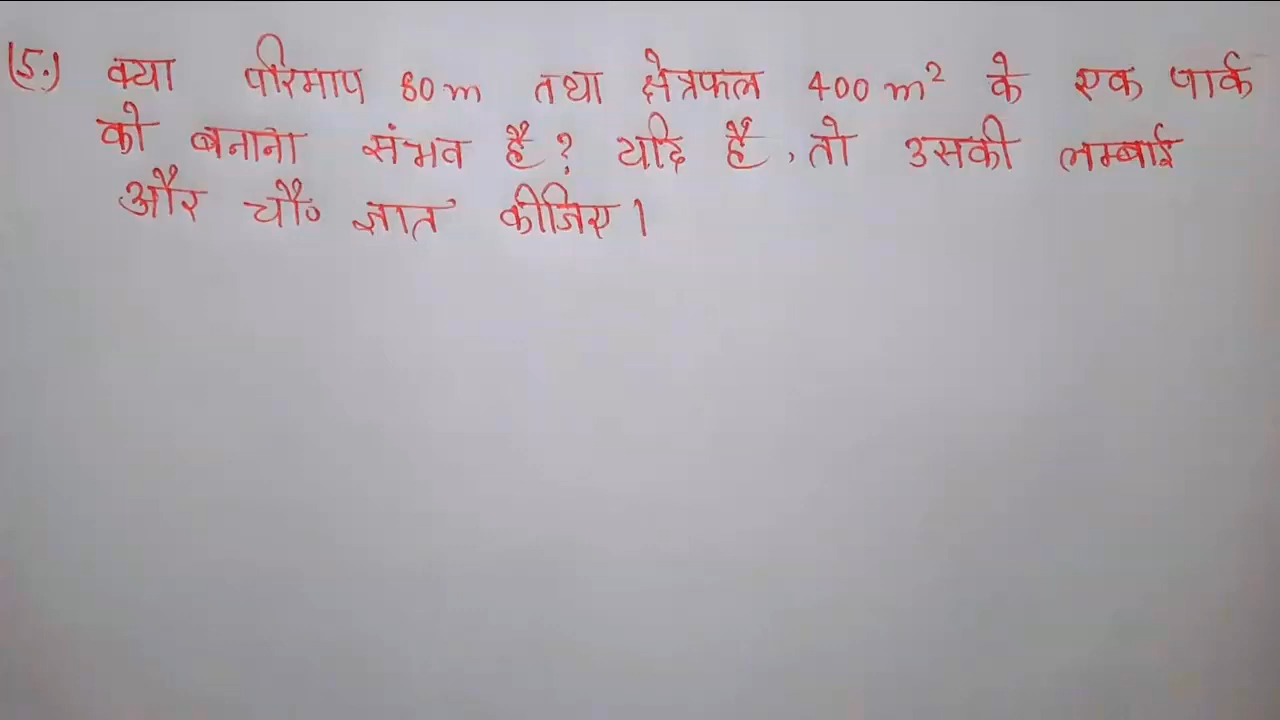 (5.) क्या परिमाप 80 m तथा क्षेत्रफल 400 m² के एक पार्क
को बनाना संभव है? यदि है, तो उसकी लम्बाई
और चौ० ज्ञात कीजिए।